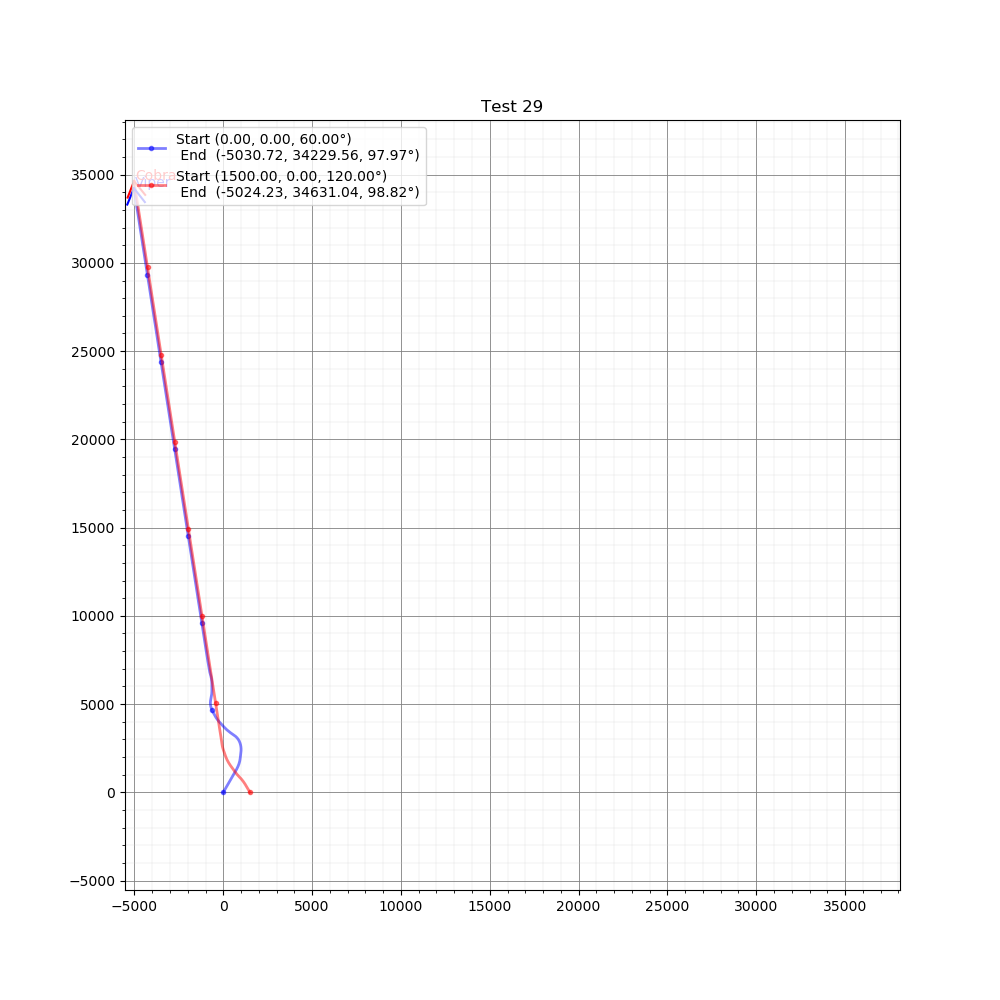 Test 29
Start (0.00, 0.00, 60.00°)
End (-5030.72, 34229.56, 97.97°)
Start (1500.00, 0.00, 120.00°)
End (-5024.23, 34631.04, 98.82°)
Cobra
35000
30000
25000
20000
15000
10000
5000
0
−5000
−5000 0 5000 10000 15000 20000 25000 30000 35000